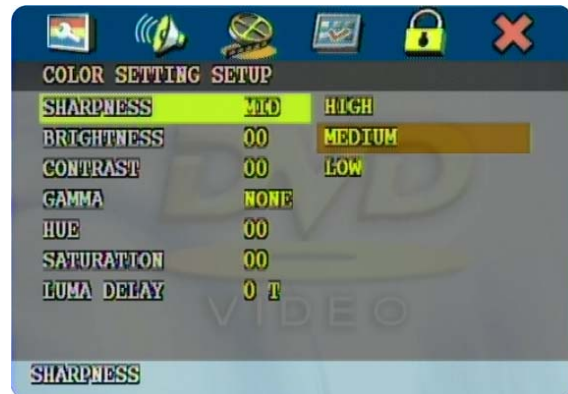 COLOR SETTING SETUP
SHARPNESS MID HIGH
BRIGHTNESS 00 MEDIUM
CONTRAST 00 LOW
GAMMA NONE
HUE 00
SATURATION 00
LUMA DELAY 0 T
DVD
VIDEO
SHARPNESS